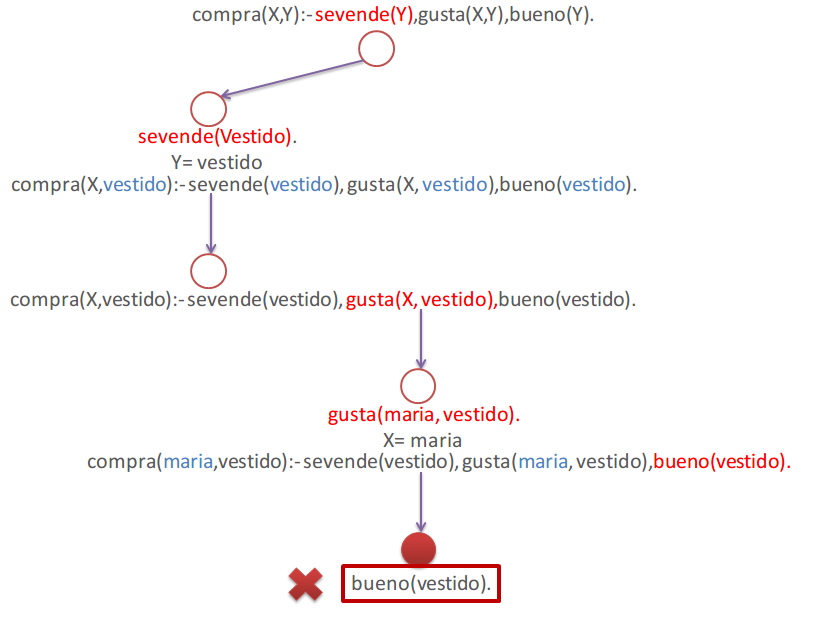 compra(X,Y):-sevende(Y),gusta(X,Y),bueno(Y).
sevende(Vestido).
Y= vestido
compra(X,vestido):-sevende(vestido), gusta(X, vestido),bueno(vestido).
compra(X,vestido):-sevende(vestido), gusta(X, vestido),bueno(vestido).
gusta(maria, vestido).
X= maria
compra(maria,vestido):-sevende(vestido), gusta(maria, vestido),bueno(vestido).
bueno(vestido).